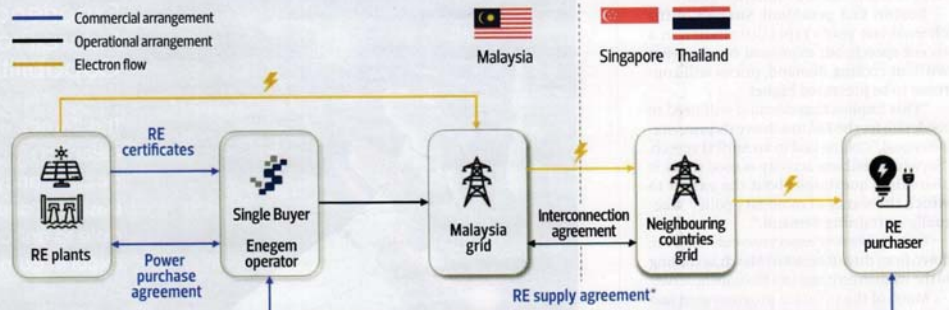 Commercial arrangement
Operational arrangement
Electron flow
Malaysia
Singapore
Thailand
RE
certificates
RE plants
Power
purchase
agreement
Single Buyer
Enegem
operator
Malaysia
grid
Interconnection
agreement
Neighbouring
countries
grid
RE
purchaser
RE supply agreement*